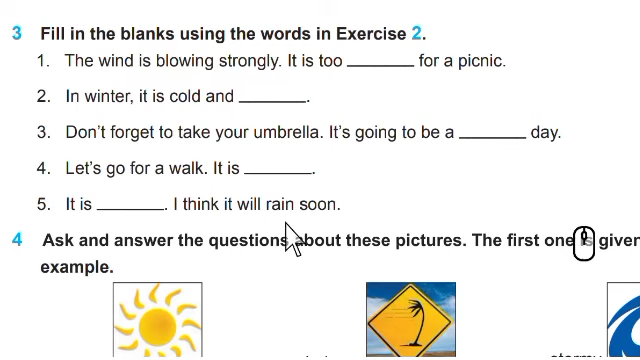 3 Fill in the blanks using the words in Exercise 2.
1. The wind is blowing strongly. It is too ________ for a picnic.
2. In winter, it is cold and ________.
3. Don't forget to take your umbrella. It's going to be a ________ day.
4. Let's go for a walk. It is ________.
5. It is ________. I think it will rain soon.
4 Ask and answer the questions about these pictures. The first one is given
example.